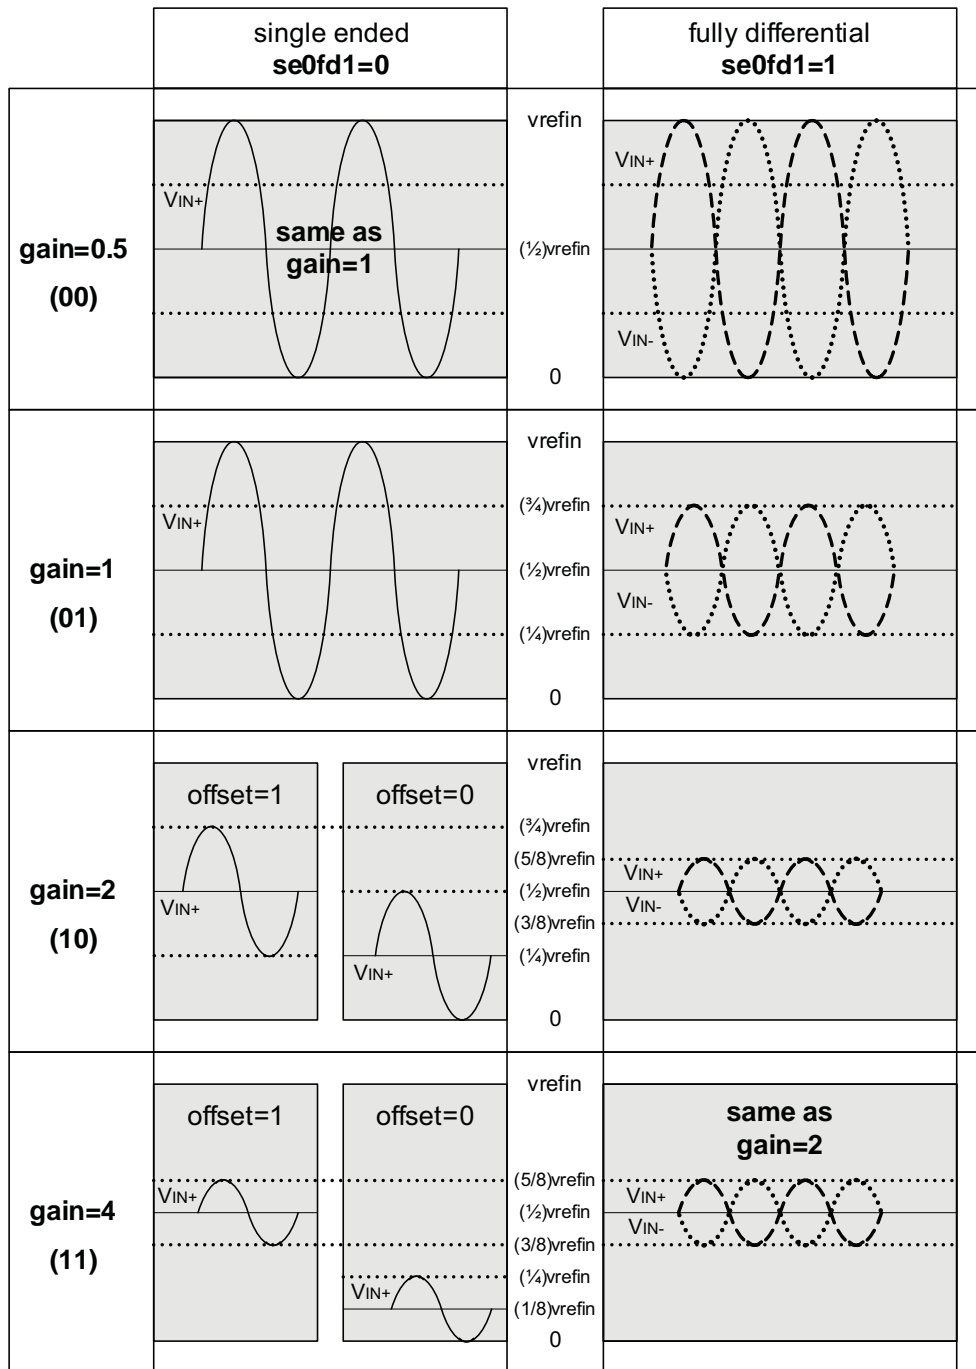 single ended
se0fd1=0
fully differential
se0fd1=1
gain=0.5
(00)
VIN+
same as
gain=1
vrefin
(½)vrefin
0
VIN+
VIN-
gain=1
(01)
VIN+
vrefin
(¾)vrefin
(½)vrefin
(¼)vrefin
0
VIN+
VIN-
gain=2
(10)
offset=1
VIN+
offset=0
VIN+
vrefin
(¾)vrefin
(5/8)vrefin
(½)vrefin
(3/8)vrefin
(¼)vrefin
0
VIN+
VIN-
gain=4
(11)
offset=1
VIN+
offset=0
VIN+
vrefin
(5/8)vrefin
(½)vrefin
(3/8)vrefin
(¼)vrefin
(1/8)vrefin
0
same as
gain=2
VIN+
VIN-